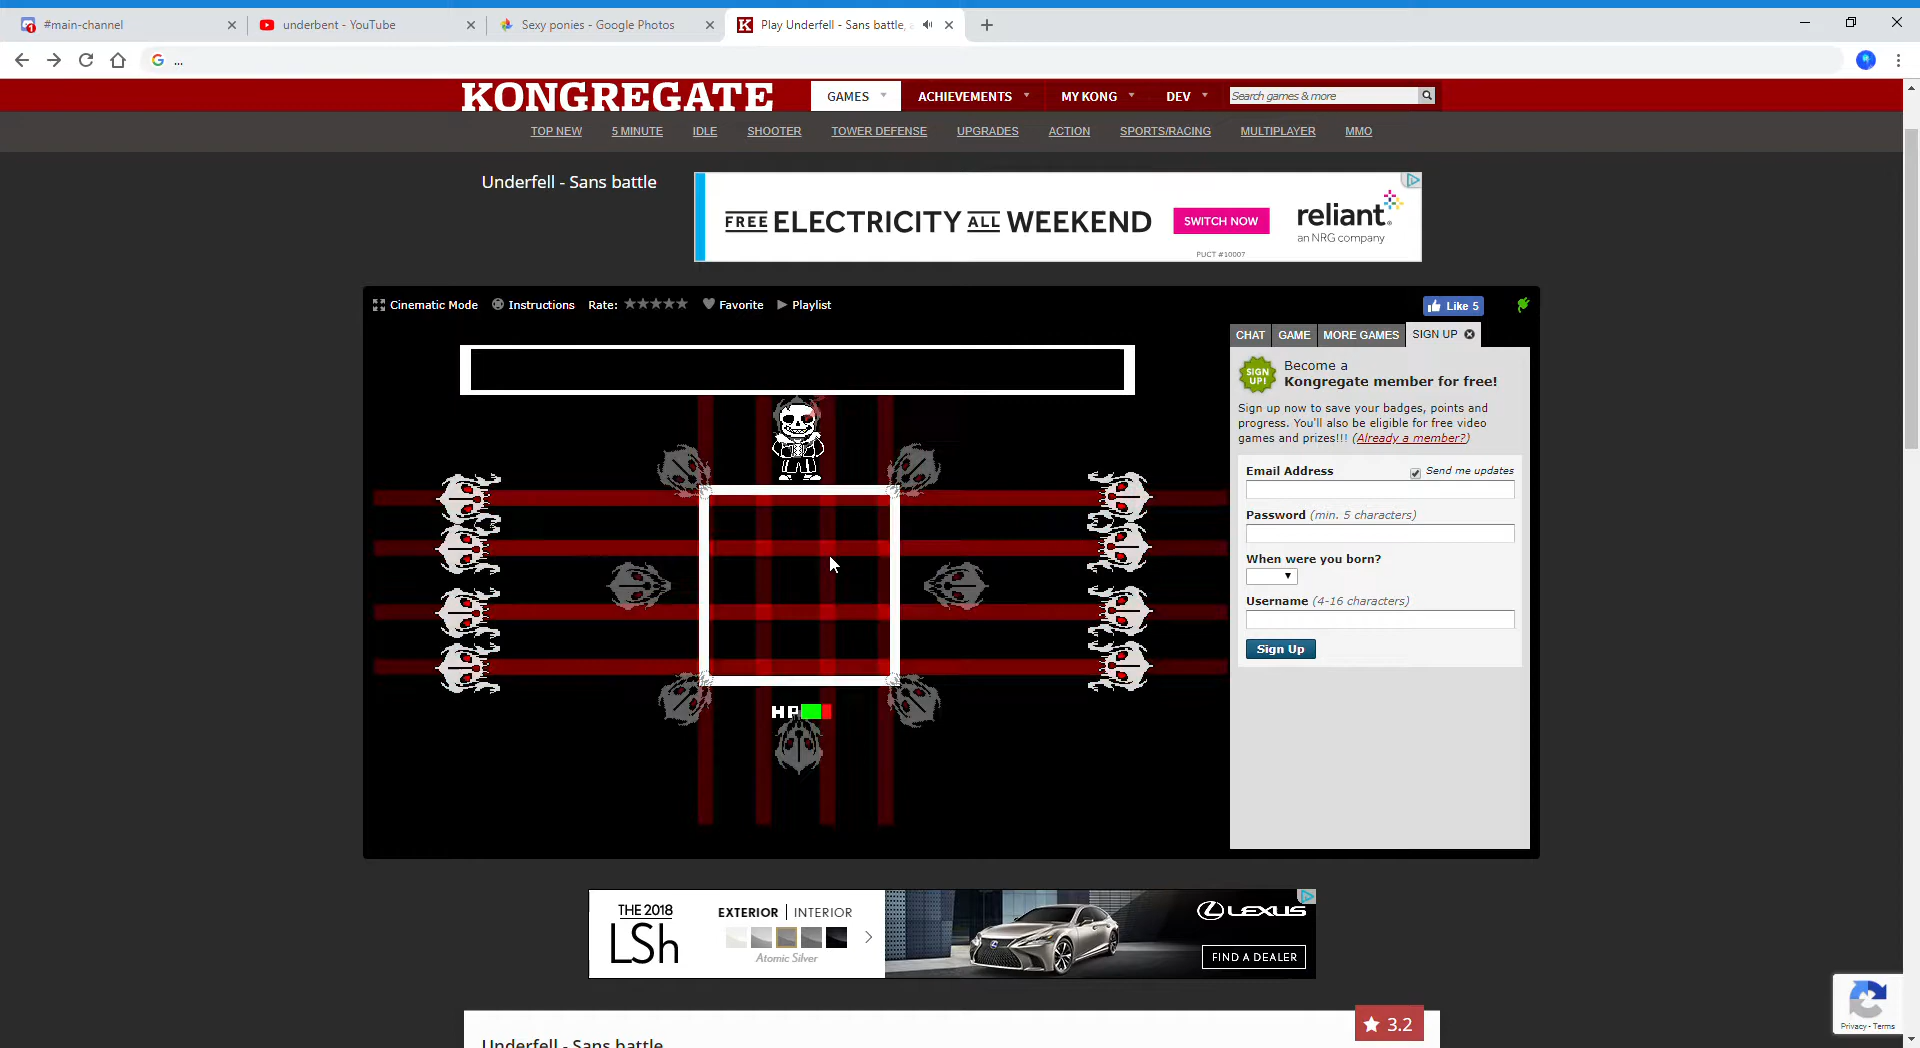 #main-channel
underbent - YouTube
Sexy ponies - Google Photos
Play Underfell - Sans battle,
...
KONGREGATE
GAMES
ACHIEVEMENTS
MY KONG
DEV
Search games & more
TOP NEW
5 MINUTE
IDLE
SHOOTER
TOWER DEFENSE
UPGRADES
ACTION
SPORTS/RACING
MULTIPLAYER
MMO
Underfell - Sans battle
FREE ELECTRICITY ALL WEEKEND
SWITCH NOW
reliant
an NRG company
PUCT #10007
Cinematic Mode
Instructions
Rate:
Favorite
Playlist
Like 5
CHAT
GAME
MORE GAMES
SIGN UP
SIGN UP!
Become a
Kongregate member for free!
Sign up now to save your badges, points and
progress. You'll also be eligible for free video
games and prizes!!! (Already a member?)
Email Address
Send me updates
Password (min. 5 characters)
When were you born?
Username (4-16 characters)
Sign Up
HP
THE 2018
LSh
EXTERIOR | INTERIOR
Atomic Silver
LEXUS
FIND A DEALER
3.2
Underfell - Sans battle
Privacy - Terms